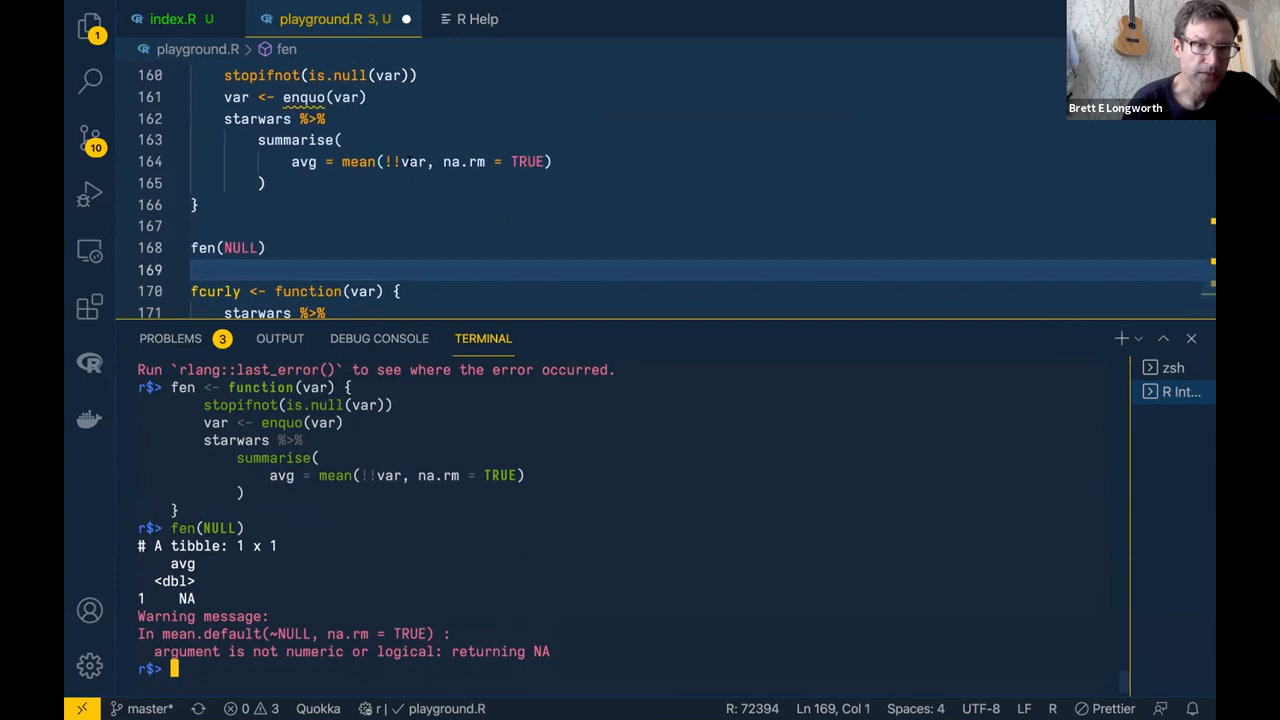 index.R U
playground.R 3, U
R Help
Brett E Longworth
playground.R > fen
1
10
160 stopifnot(is.null(var))
161 var <- enquo(var)
162 starwars %>%
163 summarise(
164 avg = mean(!!var, na.rm = TRUE)
165 )
166 }
167
168 fen(NULL)
169
170 fcurly <- function(var) {
171 starwars %>%
PROBLEMS 3 OUTPUT DEBUG CONSOLE TERMINAL
zsh
R Int...
Run `rlang::last_error()` to see where the error occurred.
r$> fen <- function(var) {
stopifnot(is.null(var))
var <- enquo(var)
starwars %>%
summarise(
avg = mean(!!var, na.rm = TRUE)
)
}
r$> fen(NULL)
# A tibble: 1 x 1
avg
<dbl>
1 NA
Warning message:
In mean.default(~NULL, na.rm = TRUE) :
argument is not numeric or logical: returning NA
r$>
master* 0 3 Quokka r | ✓ playground.R R: 72394 Ln 169, Col 1 Spaces: 4 UTF-8 LF R Prettier